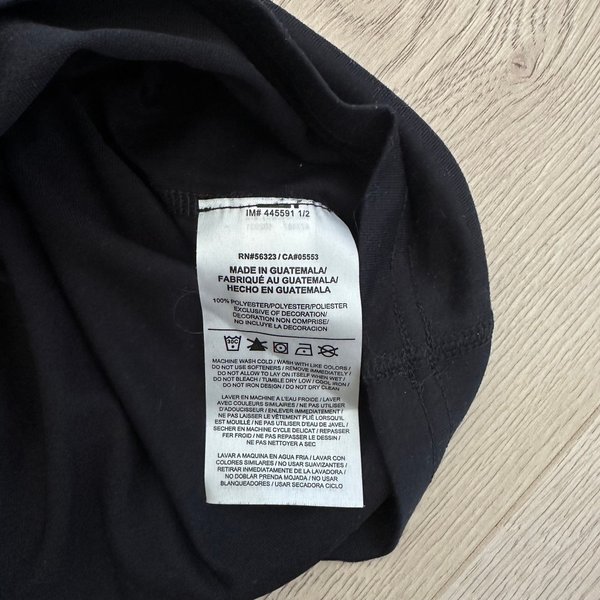 IM# 445591 1/2
RN#56323 / CA#05553
MADE IN GUATEMALA/
FABRIQUÉ AU GUATEMALA/
HECHO EN GUATEMALA
100% POLYESTER/POLYESTER/POLIESTER
EXCLUSIVE OF DECORATION/
DECORATION NON COMPRISE/
NO INCLUYE LA DECORACION
30C
MACHINE WASH COLD / WASH WITH LIKE COLORS /
DO NOT USE SOFTENERS / REMOVE IMMEDIATELY /
DO NOT ALLOW TO LAY ON ITSELF WHEN WET /
DO NOT BLEACH / TUMBLE DRY LOW / COOL IRON /
DO NOT IRON DESIGN / DO NOT DRY CLEAN
LAVER EN MACHINE A L'EAU FROIDE / LAVER
AVEC COULEURS SIMILAIRES / NE PAS UTILISER
D'ADOUCISSEUR / ENLEVER IMMEDIATEMENT /
NE PAS LAISSER LE VÊTEMENT PLIÉ LORSQU'IL
EST MOUILLÉ / NE PAS UTILISER D'EAU DE JAVEL /
SECHER EN MACHINE CYCLE DELICAT / REPASSER
FER FROID / NE PAS REPASSER LE DESSIN /
NE PAS NETTOYER A SEC
LAVAR A MAQUINA EN AGUA FRIA / LAVAR CON
COLORES SIMILARES / NO USAR SUAVIZANTES /
RETIRAR INMEDIATAMENTE DE LA LAVADORA /
NO DOBLAR PRENDA MOJADA / NO USAR
BLANQUEADORES / USAR SECADORA CICLO